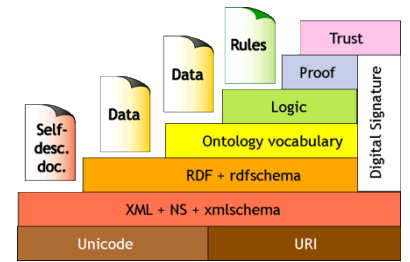 Trust
Rules
Proof
Data
Logic
Data
Digital Signature
Self-
desc.
doc.
Ontology vocabulary
RDF + rdfschema
XML + NS + xmlschema
Unicode
URI